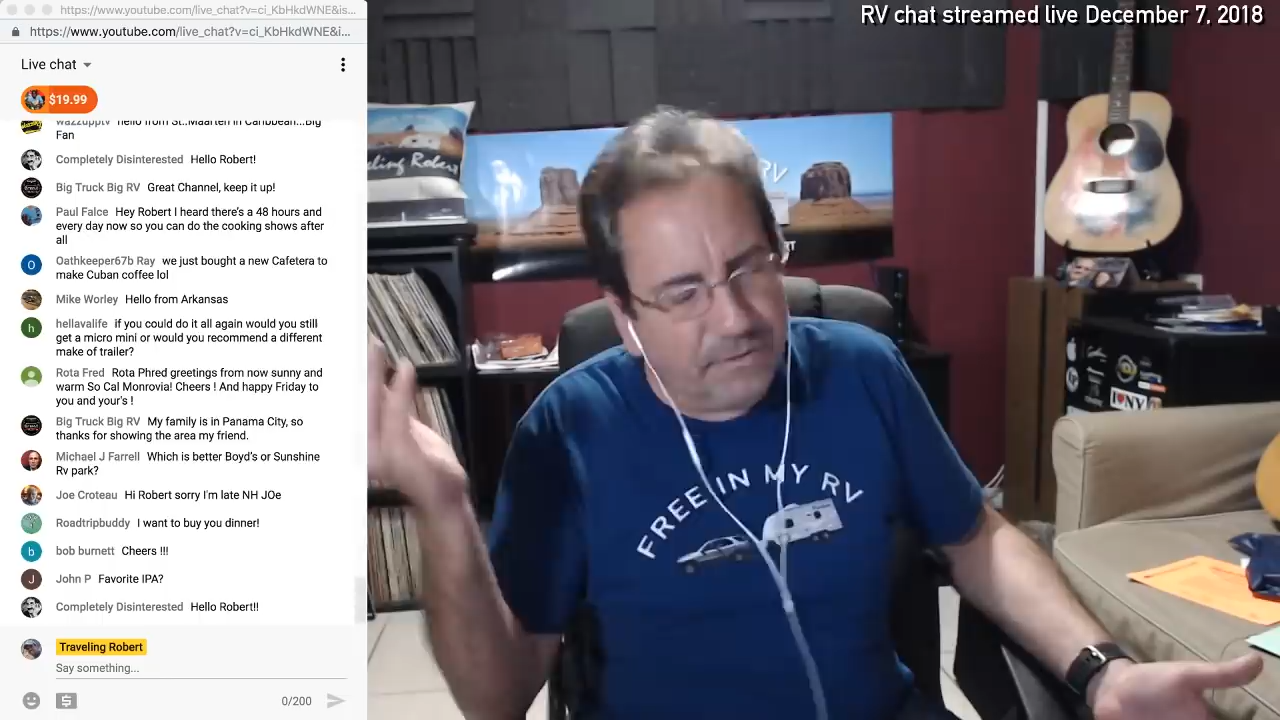 RV chat streamed live December 7, 2018
https://www.youtube.com/live_chat?v=ci_KbHkdWNE&is...
https://www.youtube.com/live_chat?v=ci_KbHkdWNE&i...
Live chat
$19.99
wazzupptv hello from St..Maarten in Caribbean...Big
Fan
Completely Disinterested Hello Robert!
Big Truck Big RV Great Channel, keep it up!
Paul Falce Hey Robert I heard there's a 48 hours and
every day now so you can do the cooking shows after
all
Oathkeeper67b Ray we just bought a new Cafetera to
make Cuban coffee lol
Mike Worley Hello from Arkansas
hellavalife if you could do it all again would you still
get a micro mini or would you recommend a different
make of trailer?
Rota Fred Rota Phred greetings from now sunny and
warm So Cal Monrovia! Cheers ! And happy Friday to
you and your's !
Big Truck Big RV My family is in Panama City, so
thanks for showing the area my friend.
Michael J Farrell Which is better Boyd's or Sunshine
Rv park?
Joe Croteau Hi Robert sorry I'm late NH JOe
Roadtripbuddy I want to buy you dinner!
bob burnett Cheers !!!
John P Favorite IPA?
Completely Disinterested Hello Robert!!
Traveling Robert
Say something...
0/200
Robert
RV
FREE IN MY RV
I NY